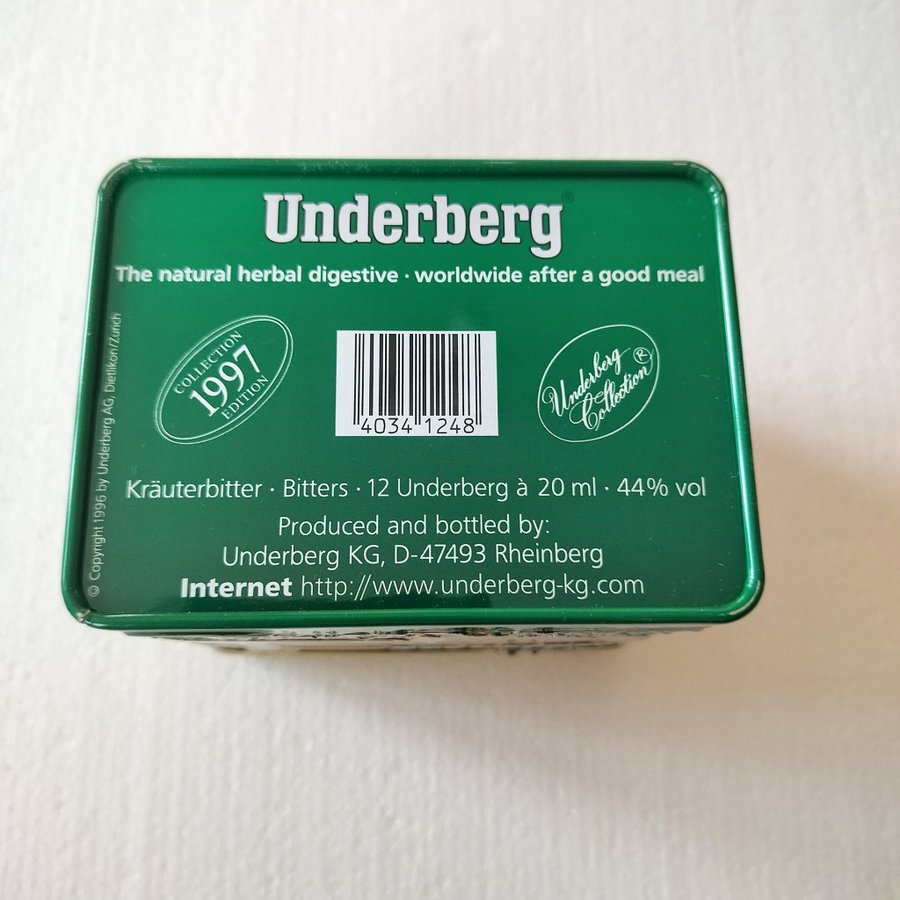 Underberg®
The natural herbal digestive · worldwide after a good meal
COLLECTION
1997
EDITION
4034 1248
Underberg
Collection ®
Kräuterbitter · Bitters · 12 Underberg à 20 ml · 44% vol
Produced and bottled by:
Underberg KG, D-47493 Rheinberg
Internet http://www.underberg-kg.com
© Copyright 1996 by Underberg AG, Dietlikon/Zürich